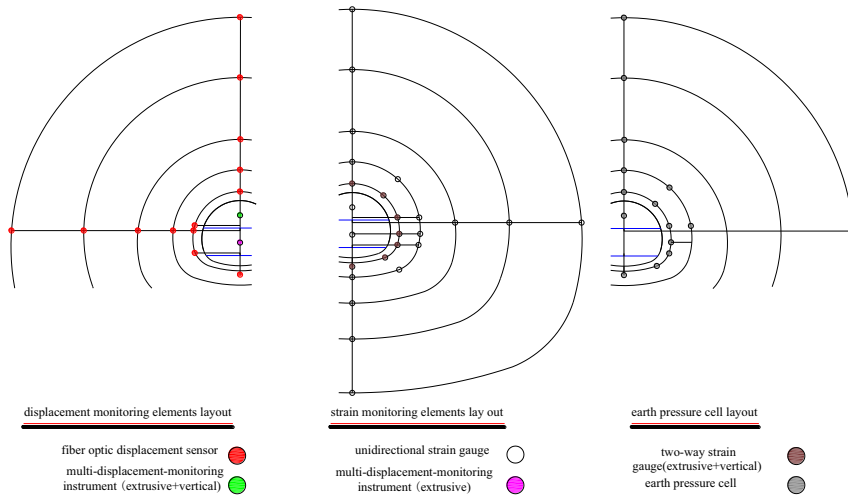 displacement monitoring elements layout
strain monitoring elements lay out
earth pressure cell layout
fiber optic displacement sensor
multi-displacement-monitoring
instrument (extrusive+vertical)
unidirectional strain gauge
multi-displacement-monitoring
instrument (extrusive)
two-way strain
gauge(extrusive+vertical)
earth pressure cell